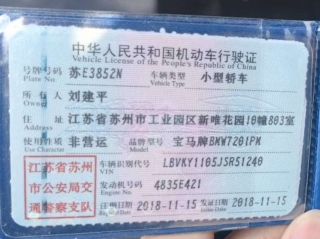 中华人民共和国机动车行驶证
Vehicle License of the People's Republic of China
号牌号码 苏E3852N 车辆类型 小型轿车
Plate No. Vehicle Type
所有人 刘建平
Owner
住址 江苏省苏州市工业园区新唯花园10幢803室
Address
使用性质 非营运 品牌型号 宝马牌BMW7201PM
Use Character Model
江苏省苏州市公安局交通警察支队
车辆识别代号 LBVKY1105JSR51240
VIN
发动机号码 4835E421
Engine No.
注册日期 2018-11-15 发证日期 2018-11-15